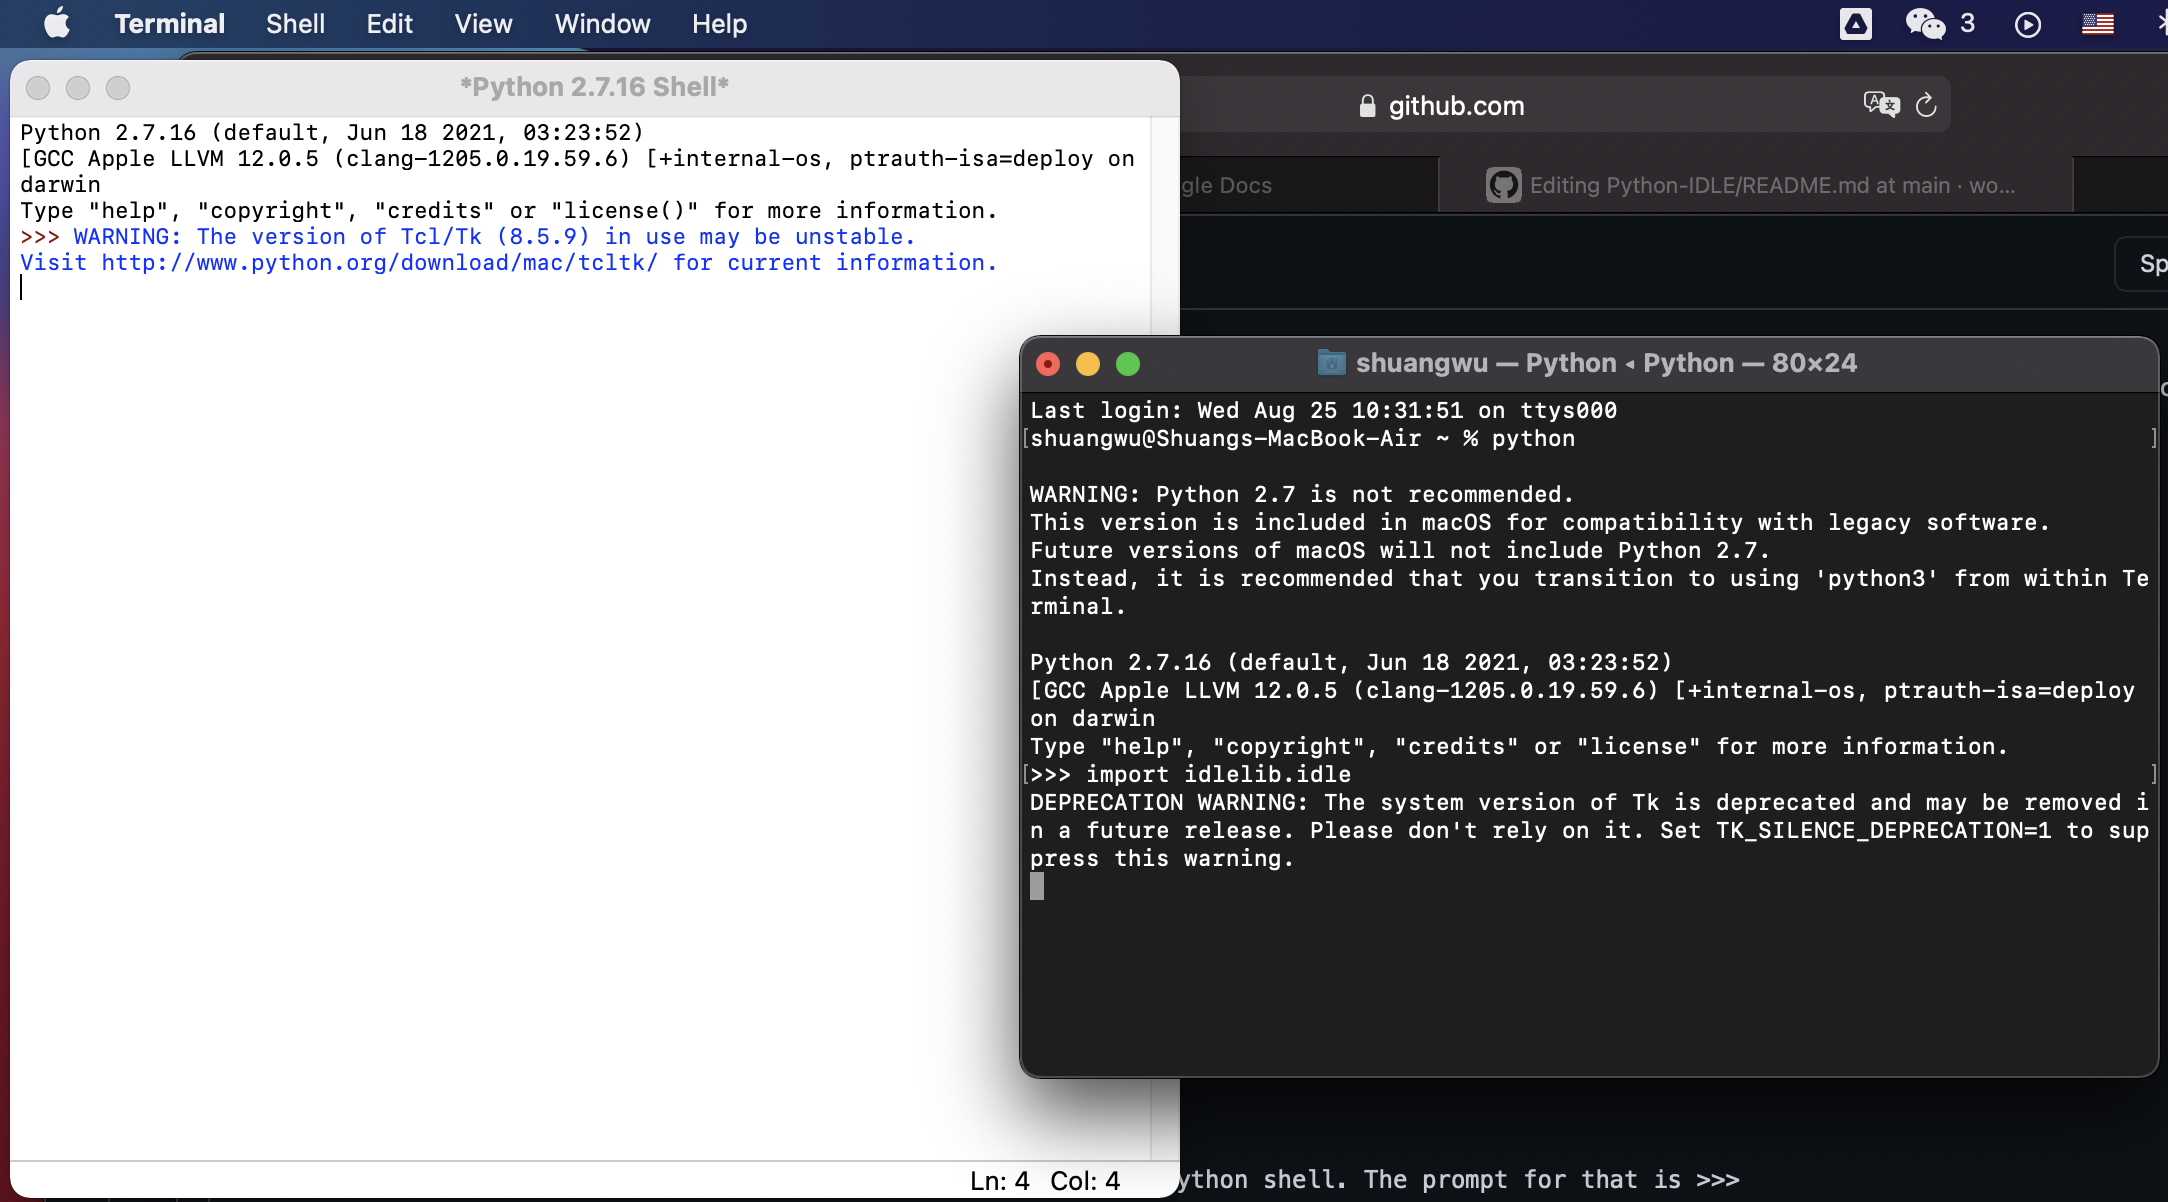 Terminal Shell Edit View Window Help
3
*Python 2.7.16 Shell*
Python 2.7.16 (default, Jun 18 2021, 03:23:52)
[GCC Apple LLVM 12.0.5 (clang-1205.0.19.59.6) [+internal-os, ptrauth-isa=deploy on
darwin
Type "help", "copyright", "credits" or "license()" for more information.
>>> WARNING: The version of Tcl/Tk (8.5.9) in use may be unstable.
Visit http://www.python.org/download/mac/tcltk/ for current information.
Ln: 4 Col: 4
github.com
gle Docs
Editing Python-IDLE/README.md at main · wo...
Sp
shuangwu — Python ◂ Python — 80×24
Last login: Wed Aug 25 10:31:51 on ttys000
[shuangwu@Shuangs-MacBook-Air ~ % python ]
WARNING: Python 2.7 is not recommended.
This version is included in macOS for compatibility with legacy software.
Future versions of macOS will not include Python 2.7.
Instead, it is recommended that you transition to using 'python3' from within Te
rminal.
Python 2.7.16 (default, Jun 18 2021, 03:23:52)
[GCC Apple LLVM 12.0.5 (clang-1205.0.19.59.6) [+internal-os, ptrauth-isa=deploy
on darwin
Type "help", "copyright", "credits" or "license" for more information.
[>>> import idlelib.idle ]
DEPRECATION WARNING: The system version of Tk is deprecated and may be removed i
n a future release. Please don't rely on it. Set TK_SILENCE_DEPRECATION=1 to sup
press this warning.
ython shell. The prompt for that is >>>